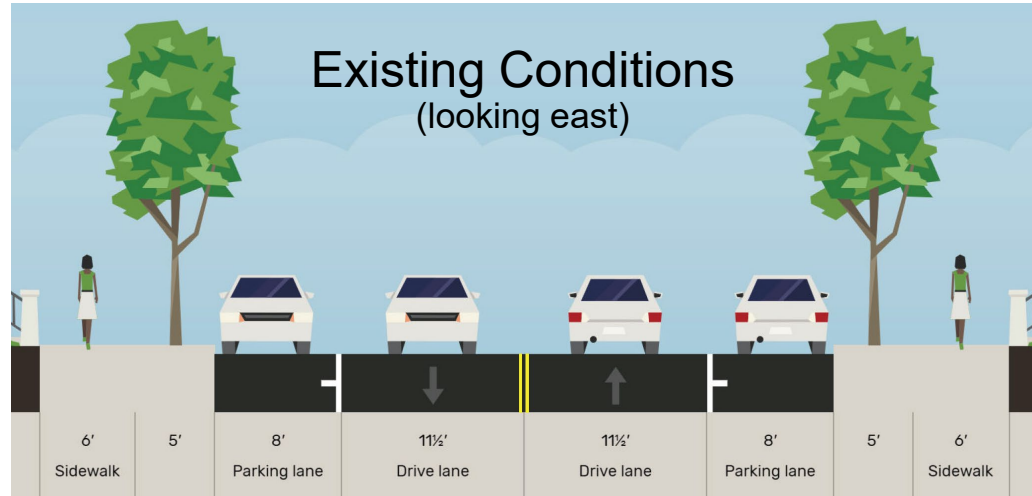 Existing Conditions
(looking east)
6′ 5′ 8′ 11½′ 11½′ 8′ 5′ 6′
Sidewalk Parking lane Drive lane Drive lane Parking lane Sidewalk